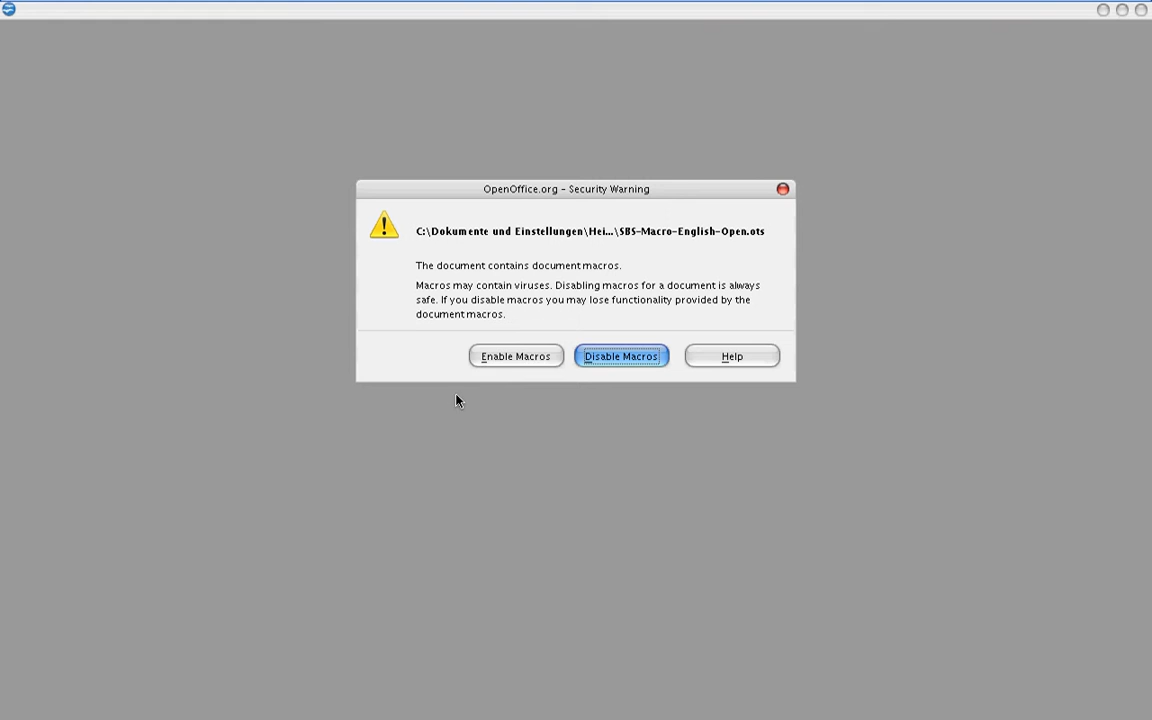 OpenOffice.org - Security Warning
C:\Dokumente und Einstellungen\Hei...\SBS-Macro-English-Open.ots
The document contains document macros.
Macros may contain viruses. Disabling macros for a document is always
safe. If you disable macros you may lose functionality provided by the
document macros.
Enable Macros Disable Macros Help